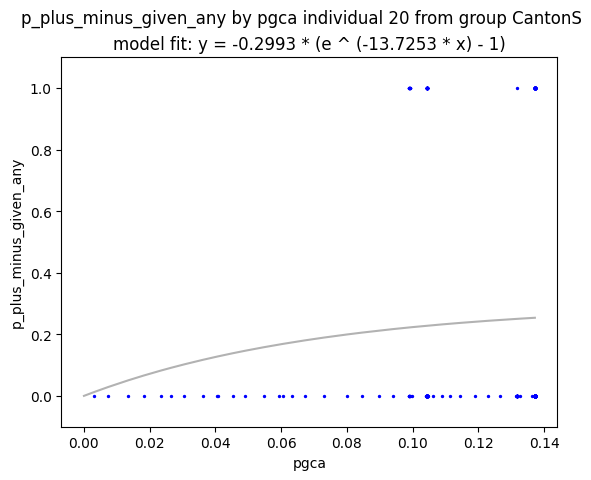 p_plus_minus_given_any by pgca individual 20 from group CantonS
model fit: y = -0.2993 * (e ^ (-13.7253 * x) - 1)
1.0
0.8
0.6
0.4
0.2
0.0
p_plus_minus_given_any
0.00 0.02 0.04 0.06 0.08 0.10 0.12 0.14
pgca